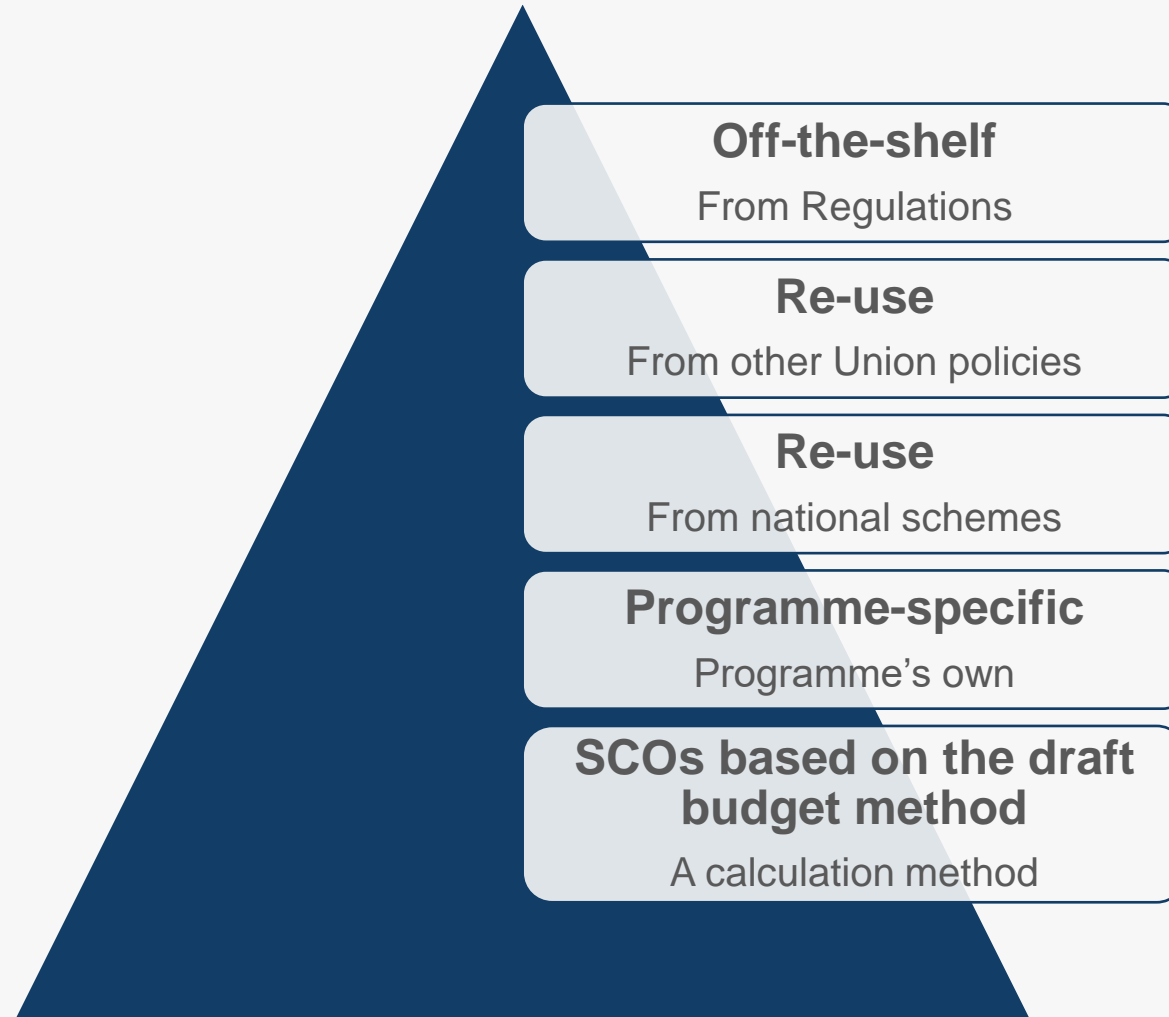 Off-the-shelf
From Regulations
Re-use
From other Union policies
Re-use
From national schemes
Programme-specific
Programme’s own
SCOs based on the draft
budget method
A calculation method